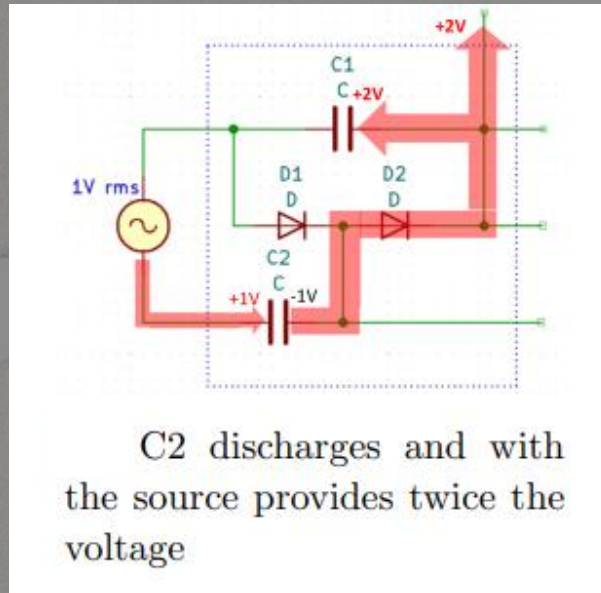 +2V
C1
C +2V
1V rms
D1 D2
D D
C2
C
+1V -1V
C2 discharges and with
the source provides twice the
voltage